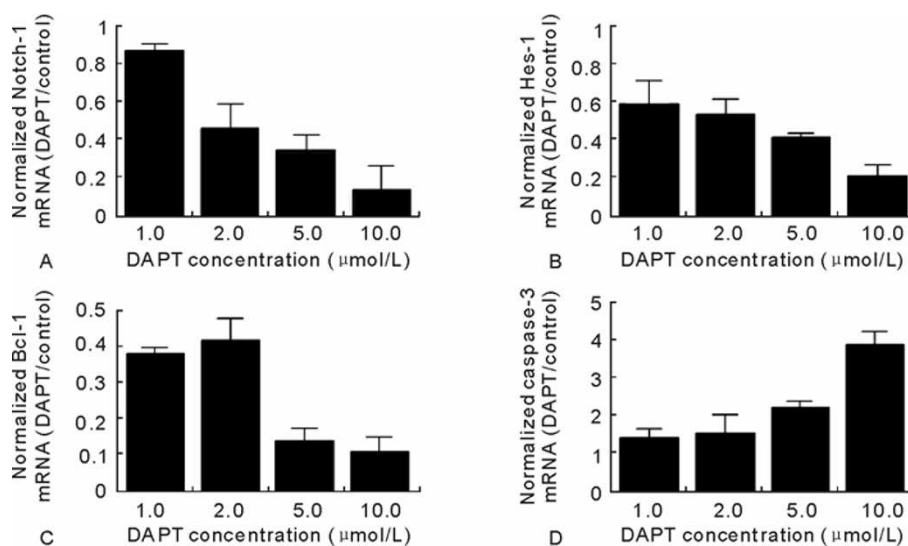 Normalized Notch-1
mRNA (DAPT/control)
1
0.8
0.6
0.4
0.2
0
1.0 2.0 5.0 10.0
A DAPT concentration (μmol/L)
Normalized Hes-1
mRNA (DAPT/control)
1
0.8
0.6
0.4
0.2
0
1.0 2.0 5.0 10.0
B DAPT concentration (μmol/L)
Normalized Bcl-1
mRNA (DAPT/control)
0.5
0.4
0.3
0.2
0.1
0
1.0 2.0 5.0 10.0
C DAPT concentration (μmol/L)
Normalized caspase-3
mRNA (DAPT/control)
5
4
3
2
1
0
1.0 2.0 5.0 10.0
D DAPT concentration (μmol/L)